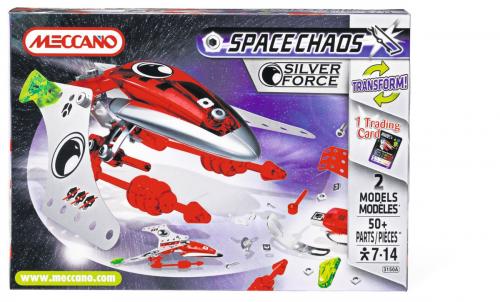 MECCANO
SPACE CHAOS
SILVER
FORCE
TRANSFORM!
1 Trading
Card
2
MODELS
MODÈLES
50+
PARTS/PIÈCES
7-14
3150A
www.meccano.com